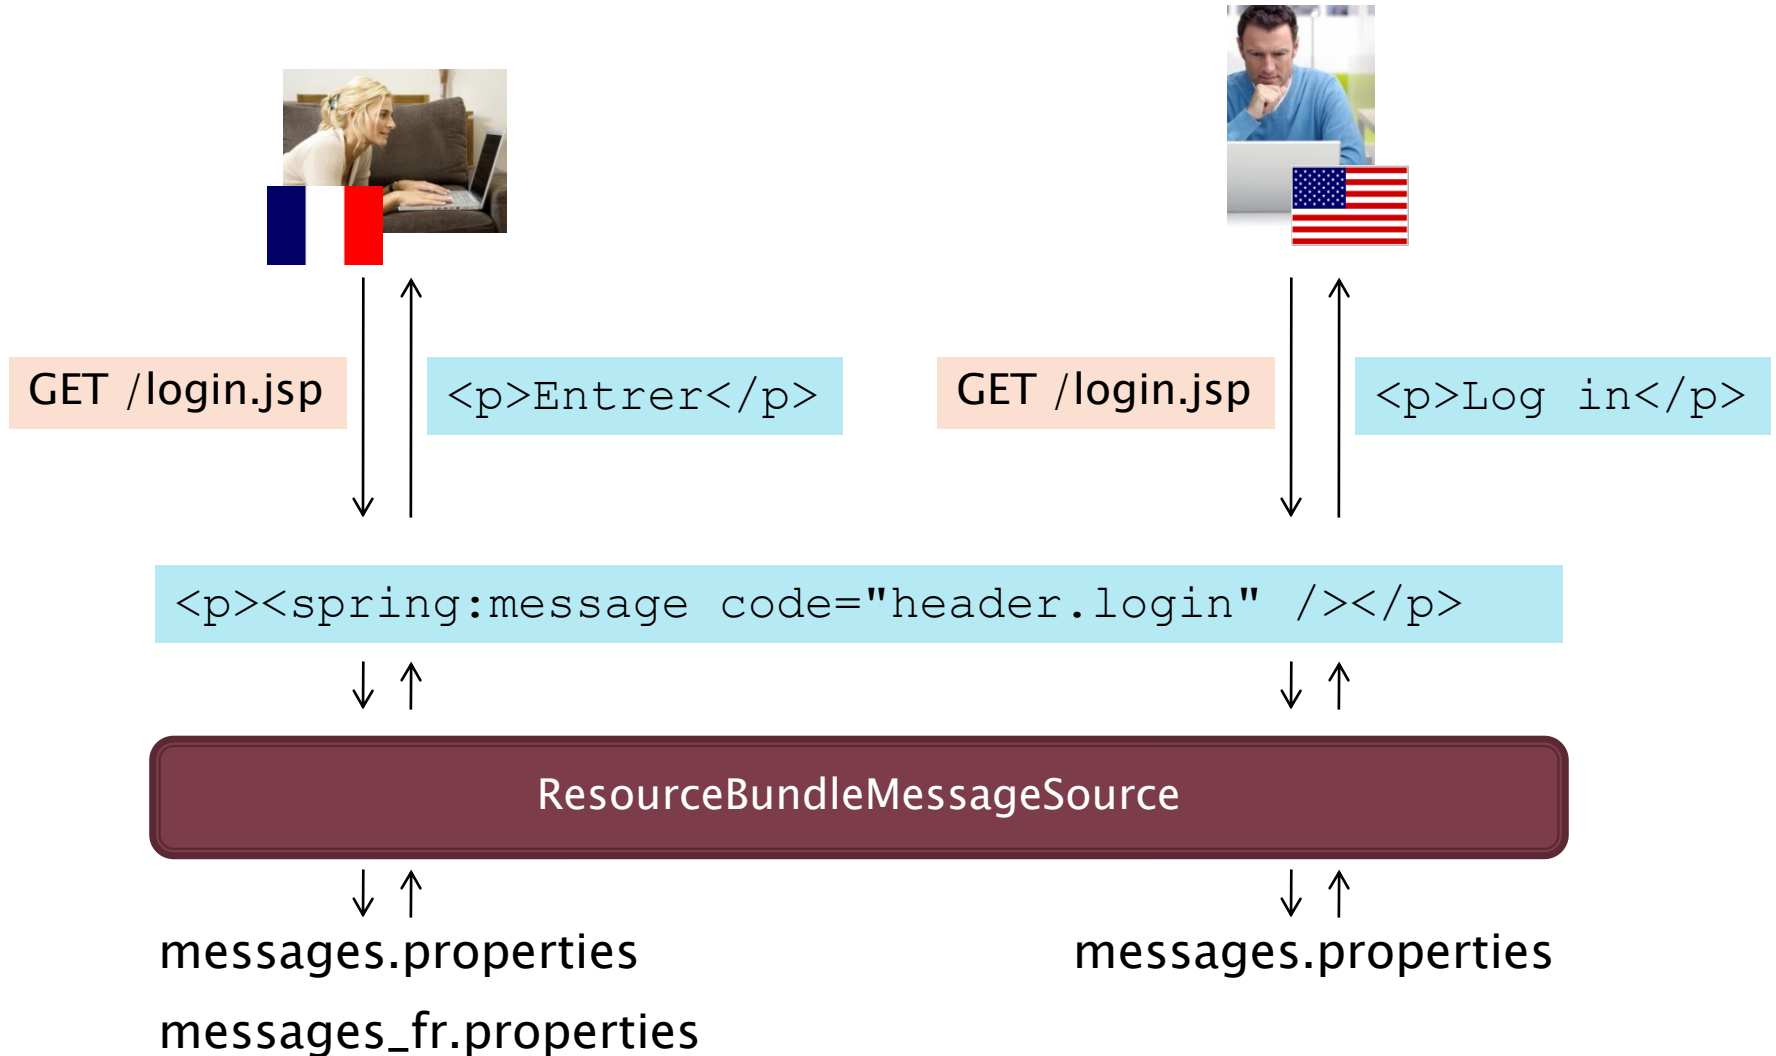 GET /login.jsp
<p>Entrer</p>
GET /login.jsp
<p>Log in</p>
<p><spring:message code="header.login" /></p>
ResourceBundleMessageSource
messages.properties
messages.properties
messages_fr.properties